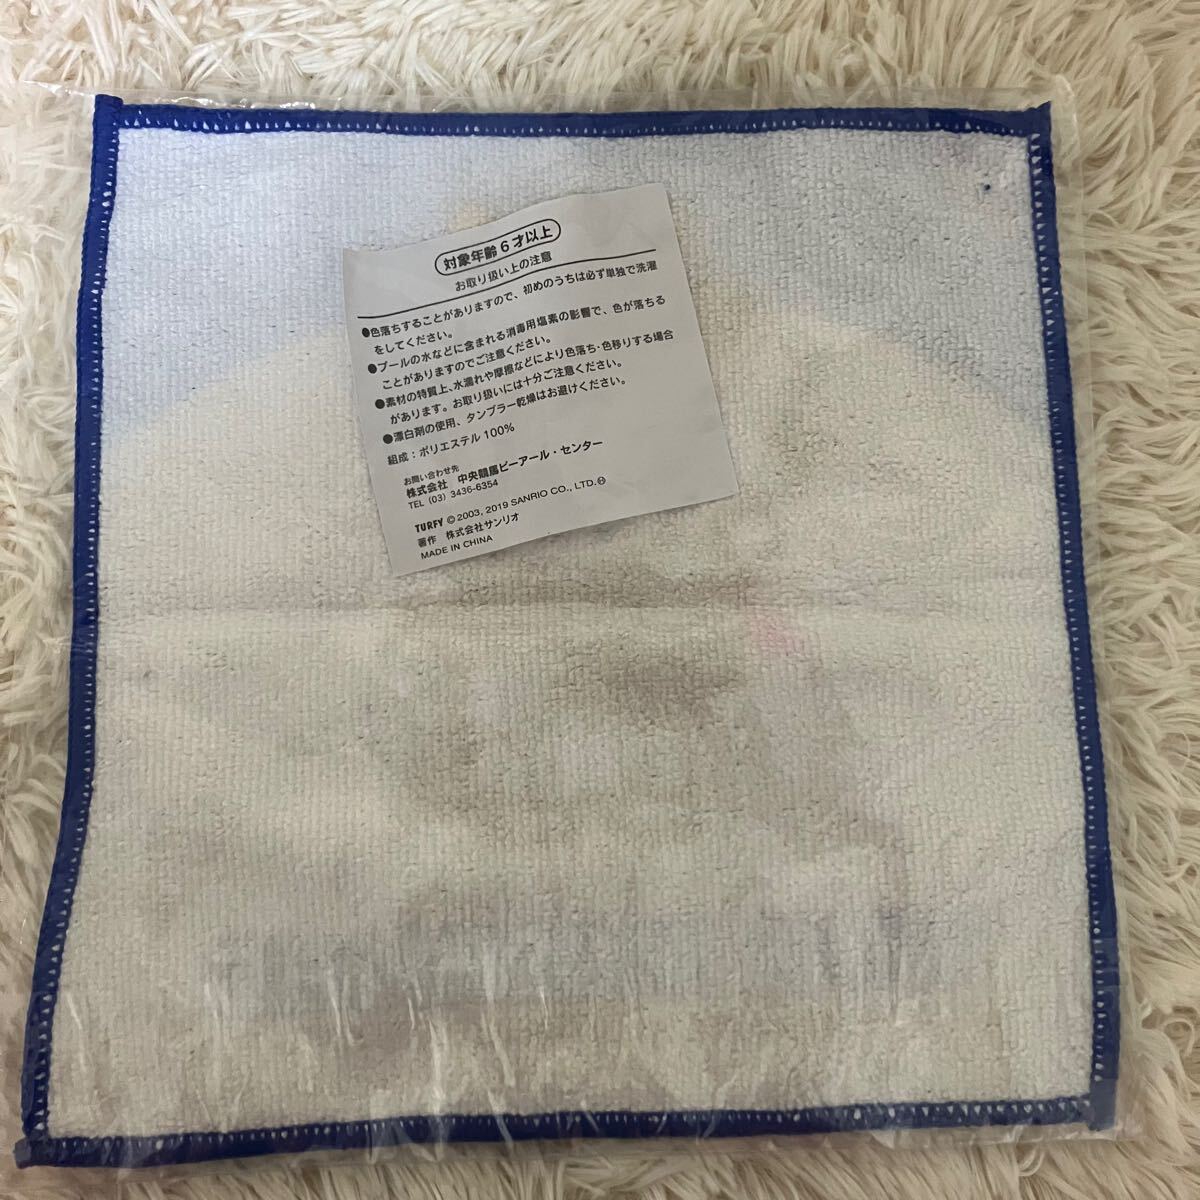 対象年齢6才以上
お取り扱い上の注意
●色落ちすることがありますので、初めのうちは必ず単独で洗濯
をしてください。
●プールの水などに含まれる消毒用塩素の影響で、色が落ちる
ことがありますのでご注意ください。
●素材の特質上、水濡れや摩擦などにより色落ち・色移りする場合
があります。お取り扱いには十分ご注意ください。
●漂白剤の使用、タンブラー乾燥はお避けください。
組成:ポリエステル100%
お問い合わせ先
株式会社 中央競馬ピーアール・センター
TEL (03) 3436-6354
TURFY © 2003, 2019 SANRIO CO., LTD. Ⓗ
著作 株式会社サンリオ
MADE IN CHINA